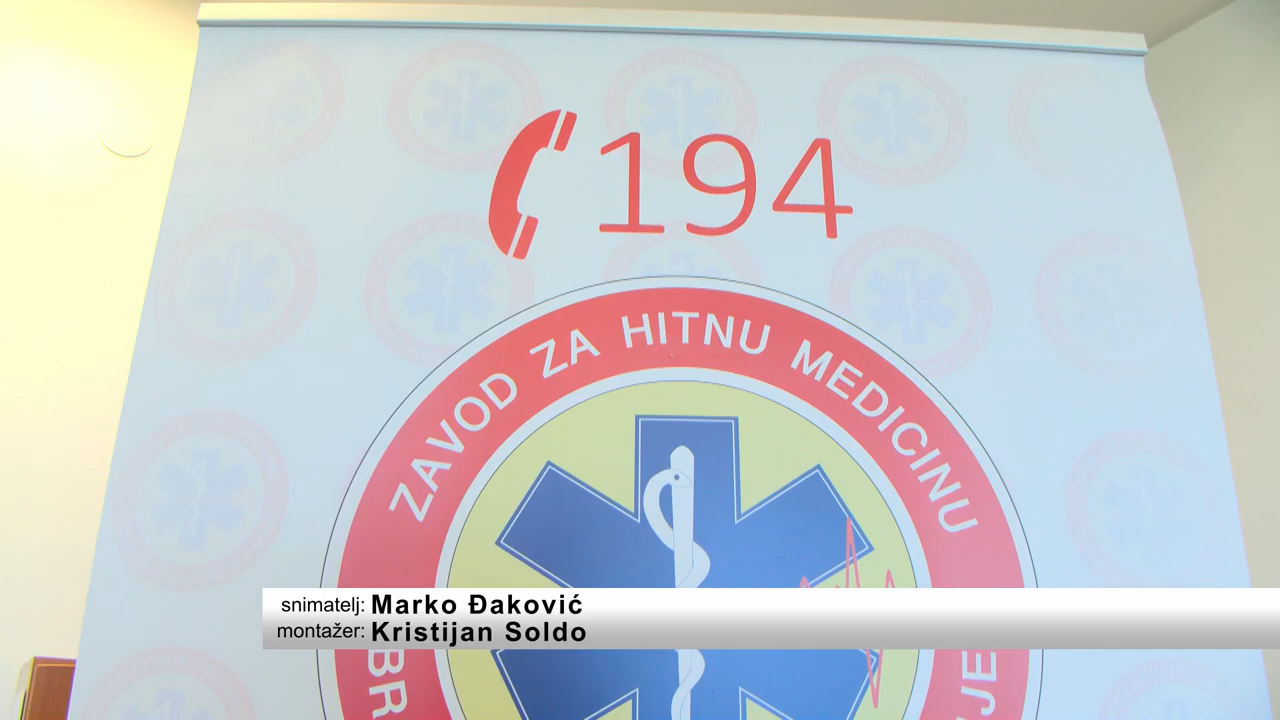 194
ZAVOD ZA HITNU MEDICINU
snimatelj: Marko Đaković
montažer: Kristijan Soldo